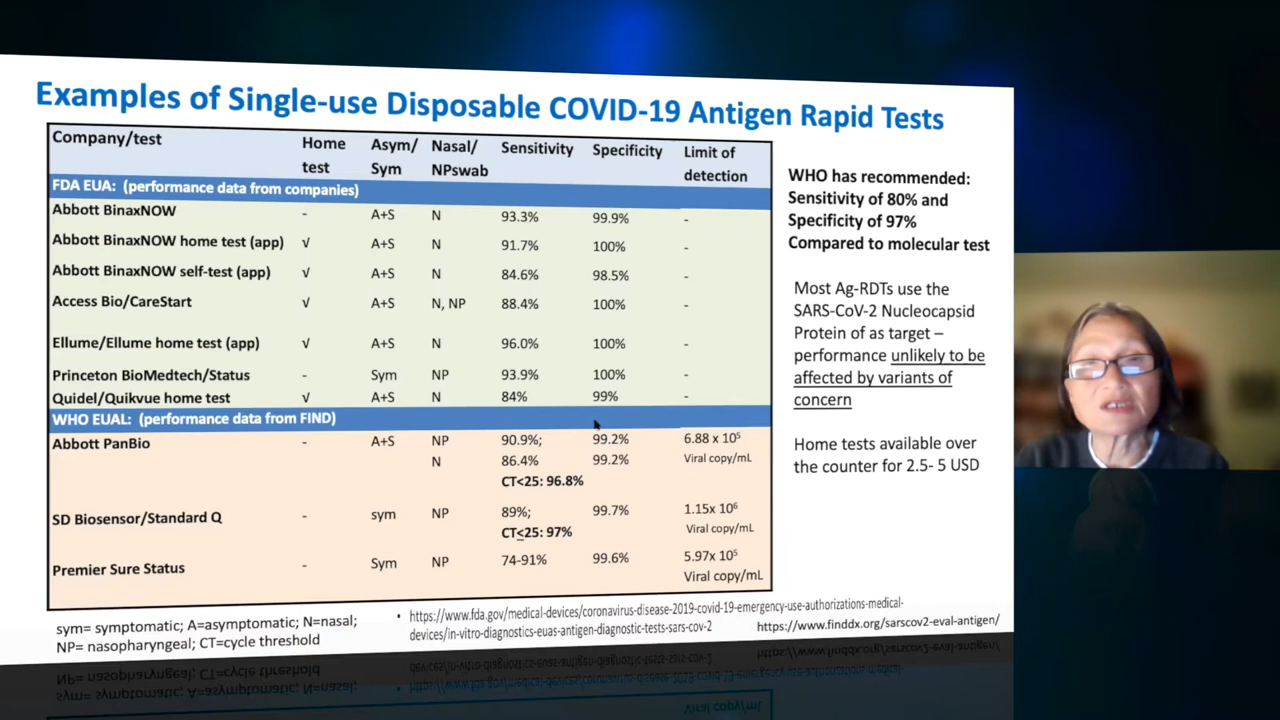 Examples of Single-use Disposable COVID-19 Antigen Rapid Tests
Company/test Home test Asym/ Sym Nasal/ NPswab Sensitivity Specificity Limit of detection
FDA EUA: (performance data from companies)
Abbott BinaxNOW - A+S N 93.3% 99.9% -
Abbott BinaxNOW home test (app) √ A+S N 91.7% 100% -
Abbott BinaxNOW self-test (app) √ A+S N 84.6% 98.5% -
Access Bio/CareStart √ A+S N, NP 88.4% 100% -
Ellume/Ellume home test (app) √ A+S N 96.0% 100% -
Princeton BioMedtech/Status - Sym NP 93.9% 100% -
Quidel/Quikvue home test √ A+S N 84% 99% -
WHO EUAL: (performance data from FIND)
Abbott PanBio - A+S NP 90.9%; 99.2% 6.88 x 10⁵
N 86.4% 99.2% Viral copy/mL
CT<25: 96.8%
SD Biosensor/Standard Q - sym NP 89%; 99.7% 1.15x 10⁶
CT≤25: 97% Viral copy/mL
Premier Sure Status - Sym NP 74-91% 99.6% 5.97x 10⁵
Viral copy/mL
WHO has recommended:
Sensitivity of 80% and
Specificity of 97%
Compared to molecular test
Most Ag-RDTs use the
SARS-CoV-2 Nucleocapsid
Protein of as target –
performance unlikely to be
affected by variants of
concern
Home tests available over
the counter for 2.5- 5 USD
sym= symptomatic; A=asymptomatic; N=nasal;
NP= nasopharyngeal; CT=cycle threshold
• https://www.fda.gov/medical-devices/coronavirus-disease-2019-covid-19-emergency-use-authorizations-medical-
devices/in-vitro-diagnostics-euas-antigen-diagnostic-tests-sars-cov-2
https://www.finddx.org/sarscov2-eval-antigen/